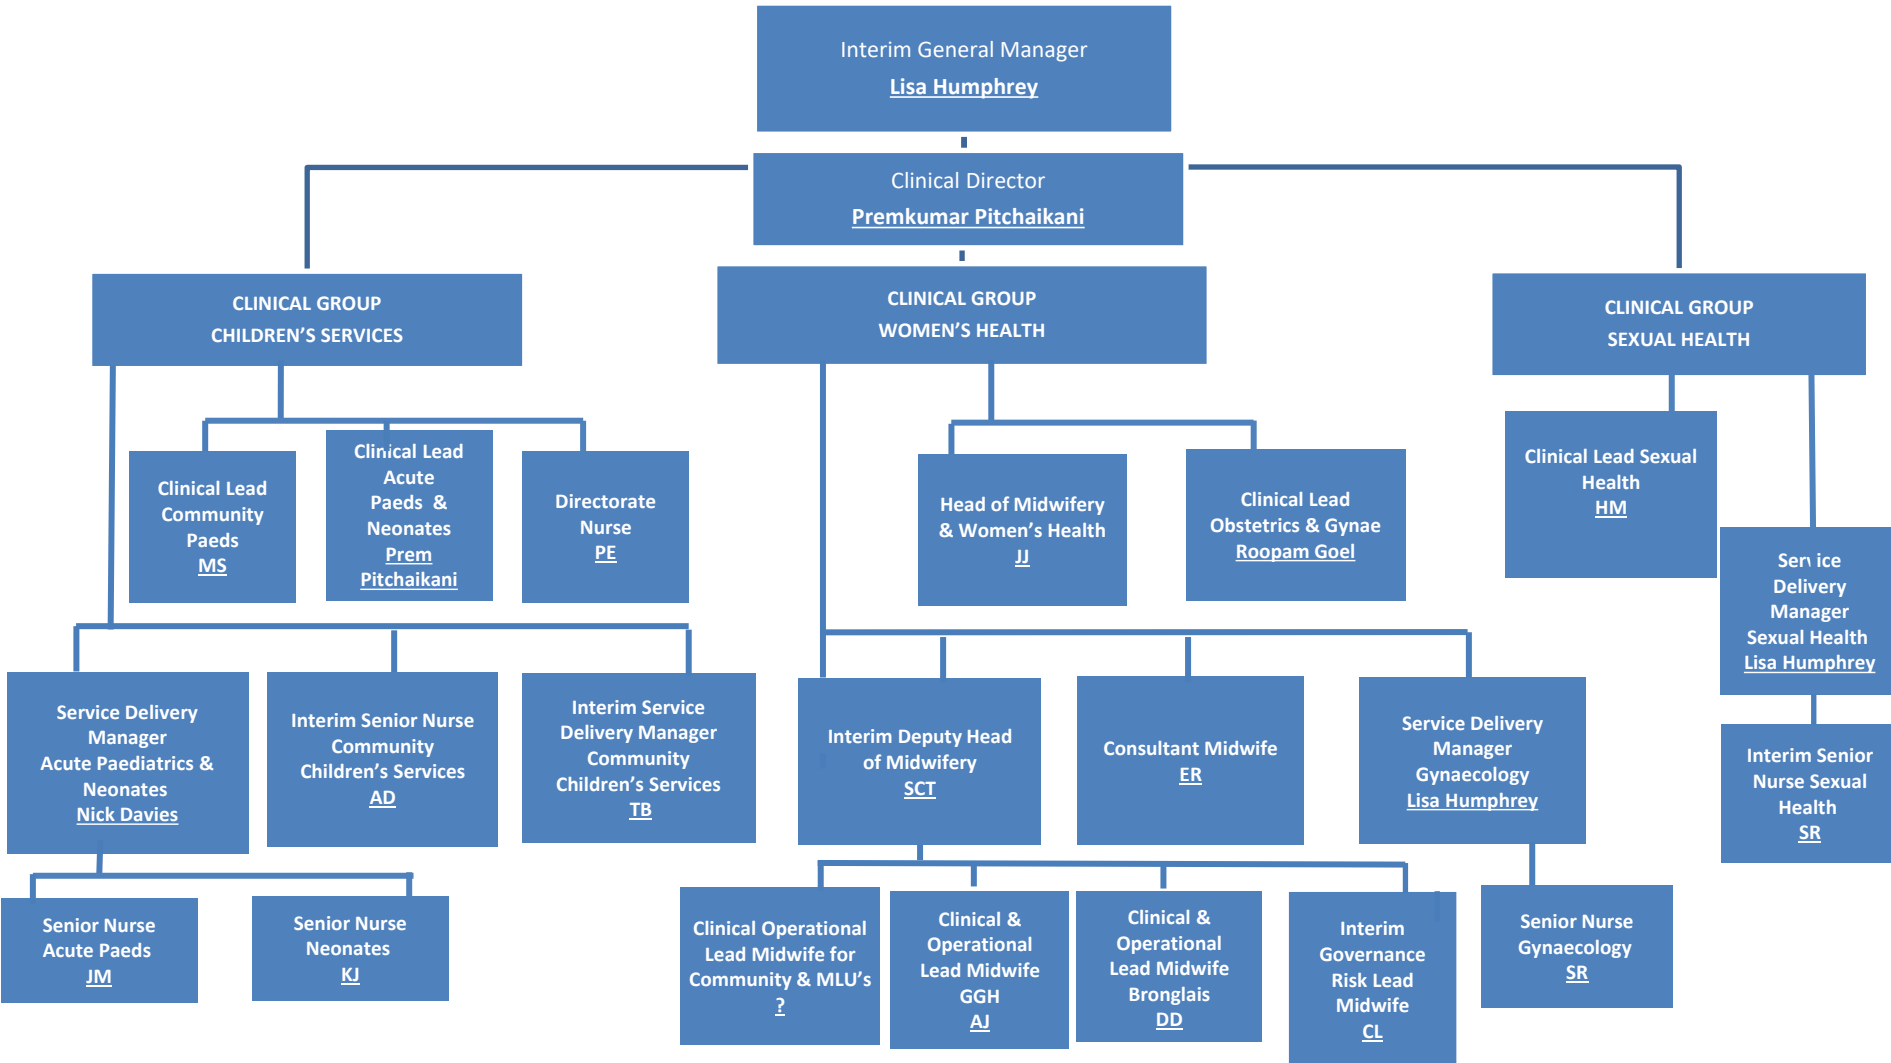 Interim General Manager
Lisa Humphrey
Clinical Director
Premkumar Pitchaikani
CLINICAL GROUP
CHILDREN’S SERVICES
CLINICAL GROUP
WOMEN’S HEALTH
CLINICAL GROUP
SEXUAL HEALTH
Clinical Lead
Community
Paeds
MS
Clinical Lead
Acute
Paeds &
Neonates
Prem
Pitchaikani
Directorate
Nurse
PE
Head of Midwifery
& Women’s Health
JJ
Clinical Lead
Obstetrics & Gynae
Roopam Goel
Clinical Lead Sexual
Health
HM
Service
Delivery
Manager
Sexual Health
Lisa Humphrey
Service Delivery
Manager
Acute Paediatrics &
Neonates
Nick Davies
Interim Senior Nurse
Community
Children’s Services
AD
Interim Service
Delivery Manager
Community
Children’s Services
TB
Interim Deputy Head
of Midwifery
SCT
Consultant Midwife
ER
Service Delivery
Manager
Gynaecology
Lisa Humphrey
Interim Senior
Nurse Sexual
Health
SR
Senior Nurse
Acute Paeds
JM
Senior Nurse
Neonates
KJ
Clinical Operational
Lead Midwife for
Community & MLU’s
?
Clinical &
Operational
Lead Midwife
GGH
AJ
Clinical &
Operational
Lead Midwife
Bronglais
DD
Interim
Governance
Risk Lead
Midwife
CL
Senior Nurse
Gynaecology
SR